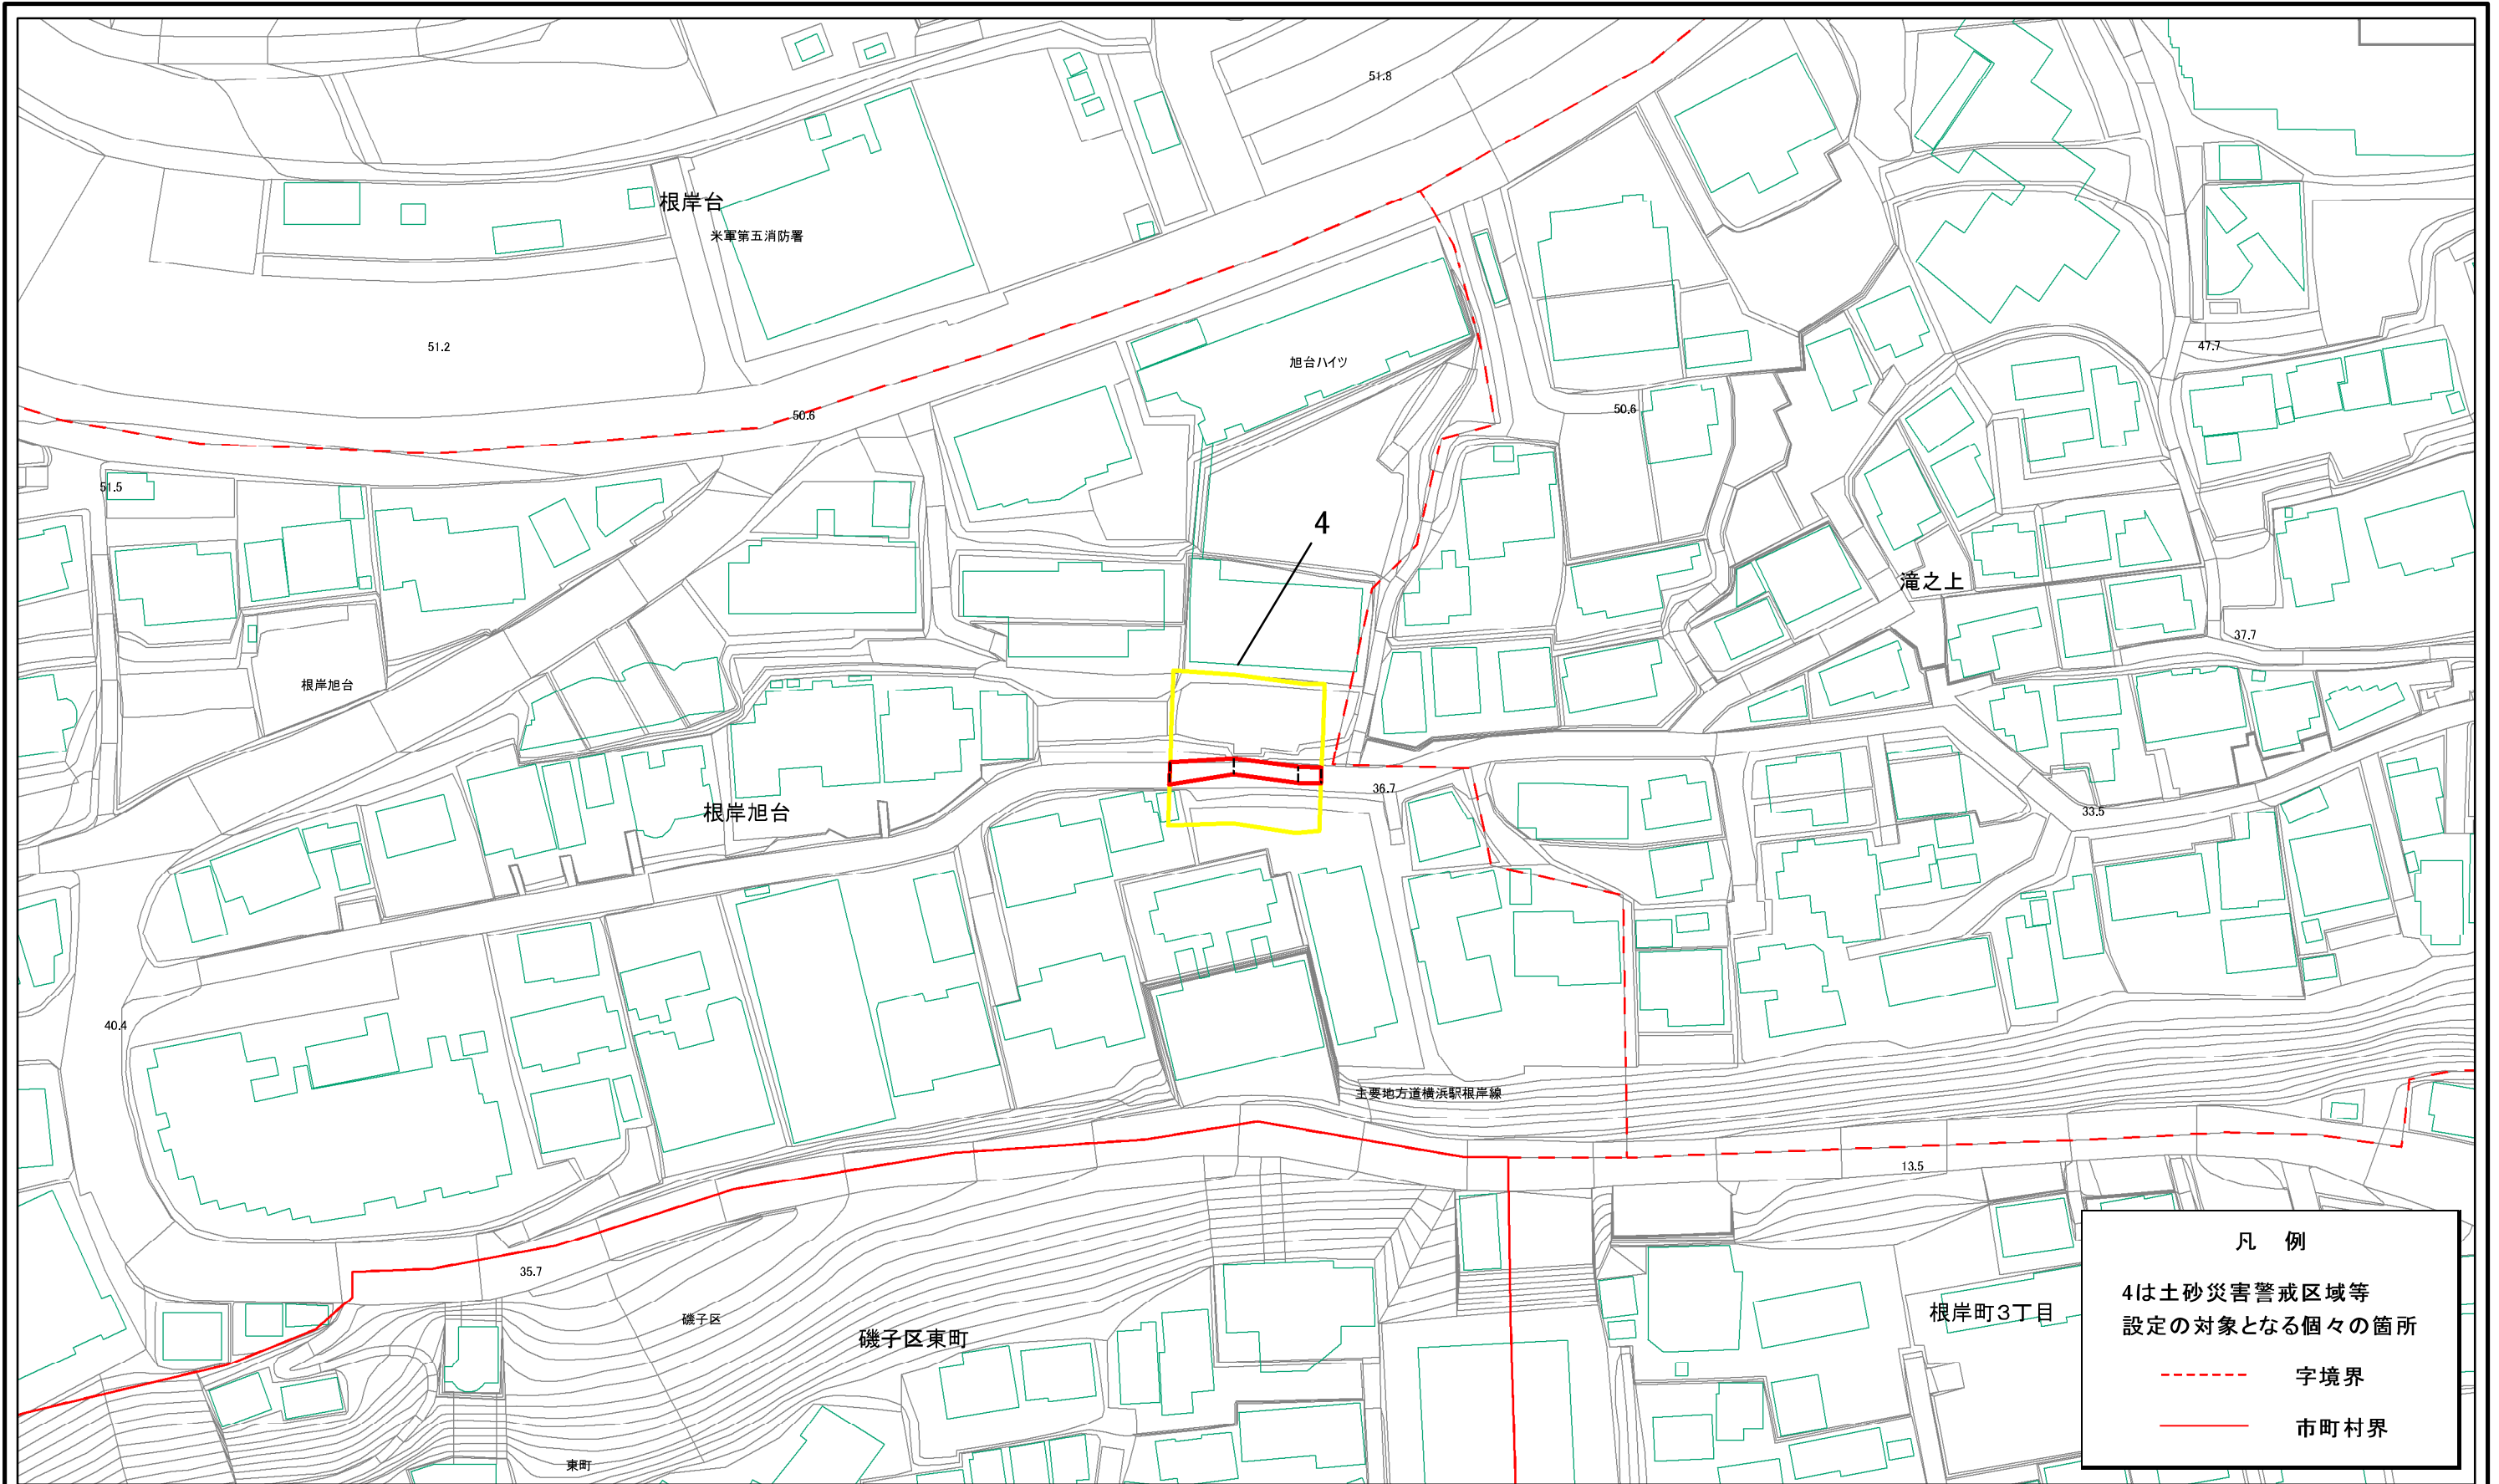 51.8
根岸台
米軍第五消防署
51.2
47.7
旭台ハイツ
50.6
50.6
51.5
4
滝之上
37.7
根岸旭台
36.7
根岸旭台
33.5
40.4
主要地方道横浜駅根岸線
13.5
35.7
磯子区
磯子区東町
根岸町3丁目
東町
凡 例
4は土砂災害警戒区域等
設定の対象となる個々の箇所
字境界
市町村界